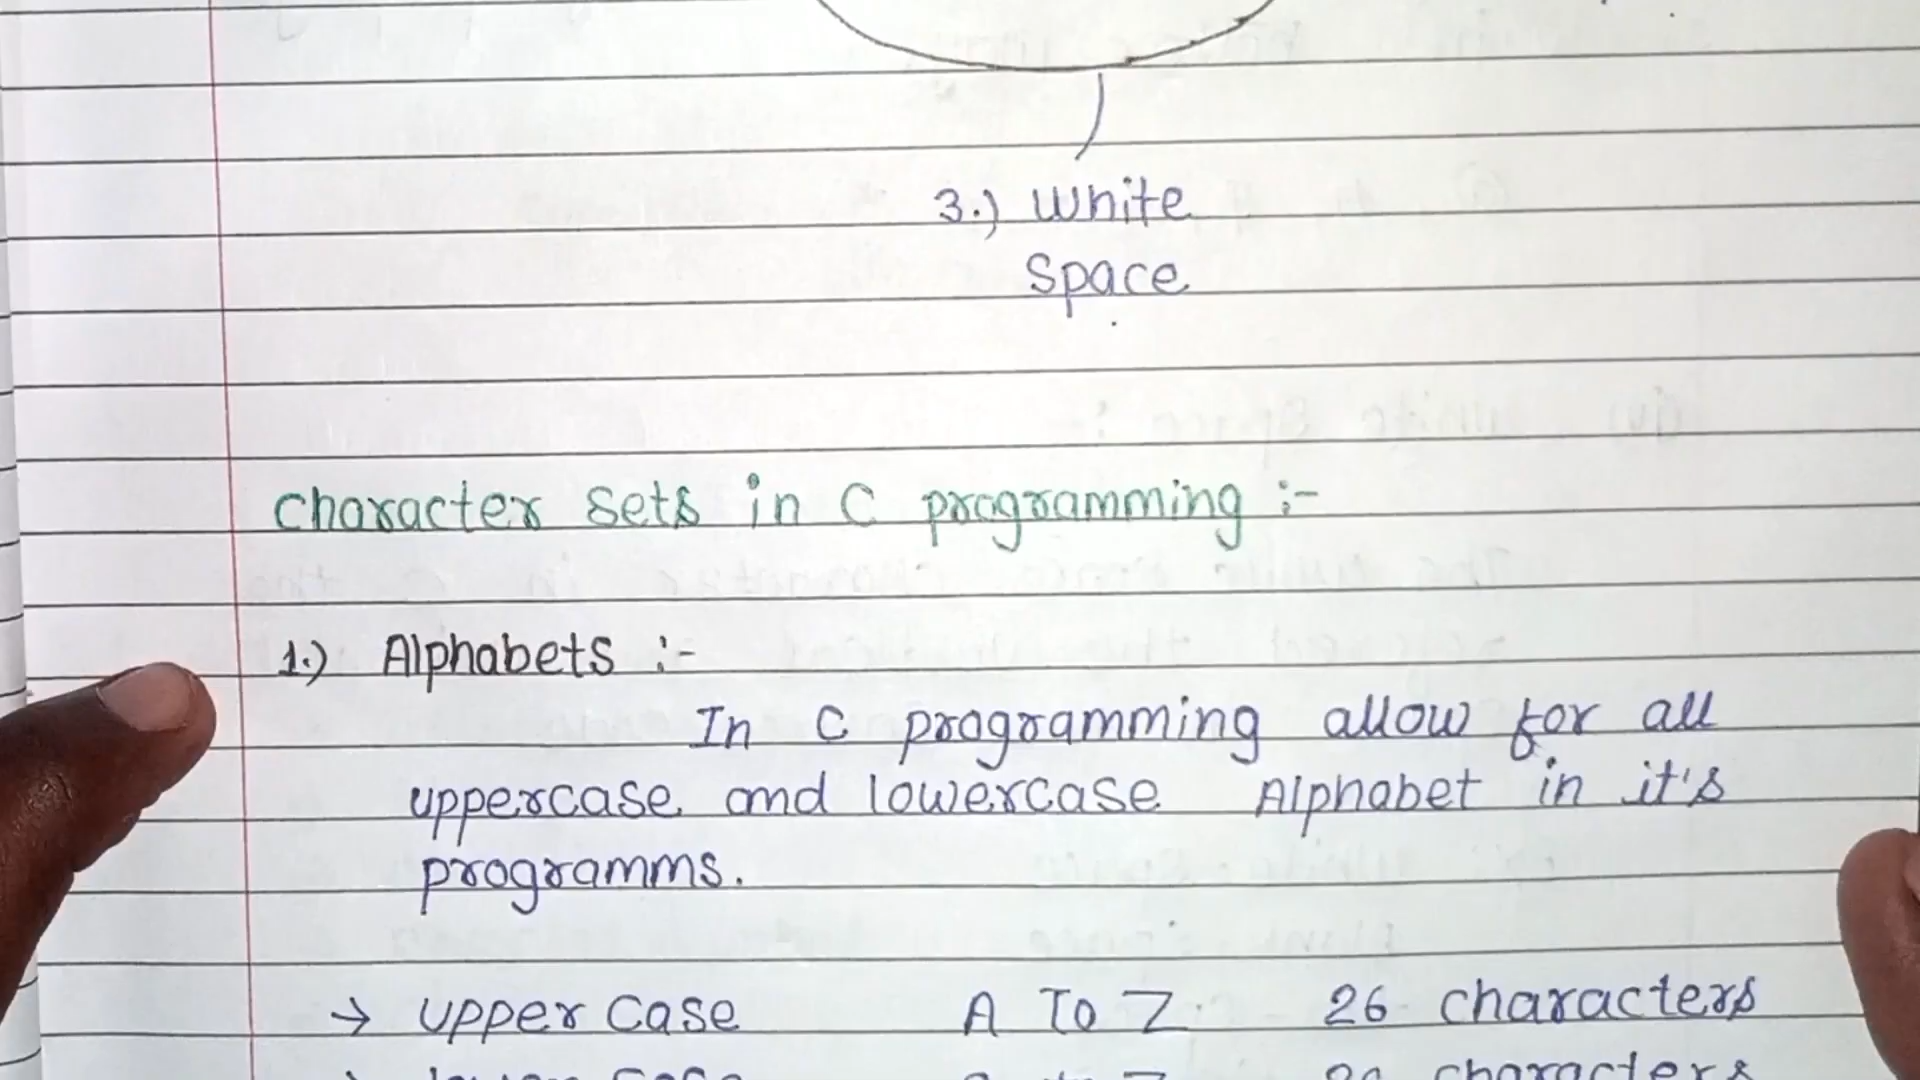 3.) White
Space
Character Sets in C programming :-
1.) Alphabets :-
In C programming allow for all
uppercase and lowercase Alphabet in it's
programms.
→ Upper Case A To Z 26 characters
characters